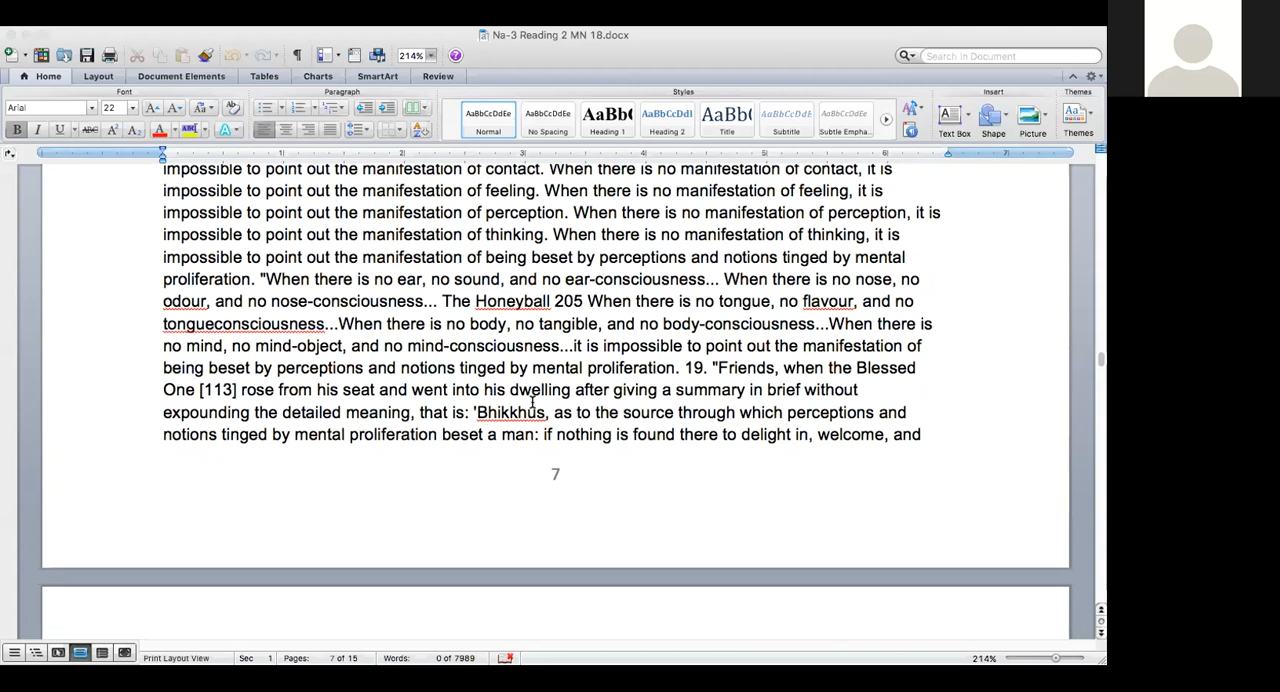 Na-3 Reading 2 MN 18.docx
214%
Search in Document
Home Layout Document Elements Tables Charts SmartArt Review
Font Paragraph Styles Insert Themes
Arial 22
AaBbCcDdEe AaBbCcDdEe AaBb( AaBbCcDdI AaBb( AaBbCcDdI AaBbCcDdEe Aa
Normal No Spacing Heading 1 Heading 2 Title Subtitle Subtle Empha... Text Box Shape Picture Themes
B I U ABC A² A₂ A ABC A
1 2 3 4 5 6 7
impossible to point out the manifestation of contact. When there is no manifestation of contact, it is
impossible to point out the manifestation of feeling. When there is no manifestation of feeling, it is
impossible to point out the manifestation of perception. When there is no manifestation of perception, it is
impossible to point out the manifestation of thinking. When there is no manifestation of thinking, it is
impossible to point out the manifestation of being beset by perceptions and notions tinged by mental
proliferation. "When there is no ear, no sound, and no ear-consciousness... When there is no nose, no
odour, and no nose-consciousness... The Honeyball 205 When there is no tongue, no flavour, and no
tongueconsciousness...When there is no body, no tangible, and no body-consciousness...When there is
no mind, no mind-object, and no mind-consciousness...it is impossible to point out the manifestation of
being beset by perceptions and notions tinged by mental proliferation. 19. "Friends, when the Blessed
One [113] rose from his seat and went into his dwelling after giving a summary in brief without
expounding the detailed meaning, that is: 'Bhikkhus, as to the source through which perceptions and
notions tinged by mental proliferation beset a man: if nothing is found there to delight in, welcome, and
7
Print Layout View Sec 1 Pages: 7 of 15 Words: 0 of 7989 214%